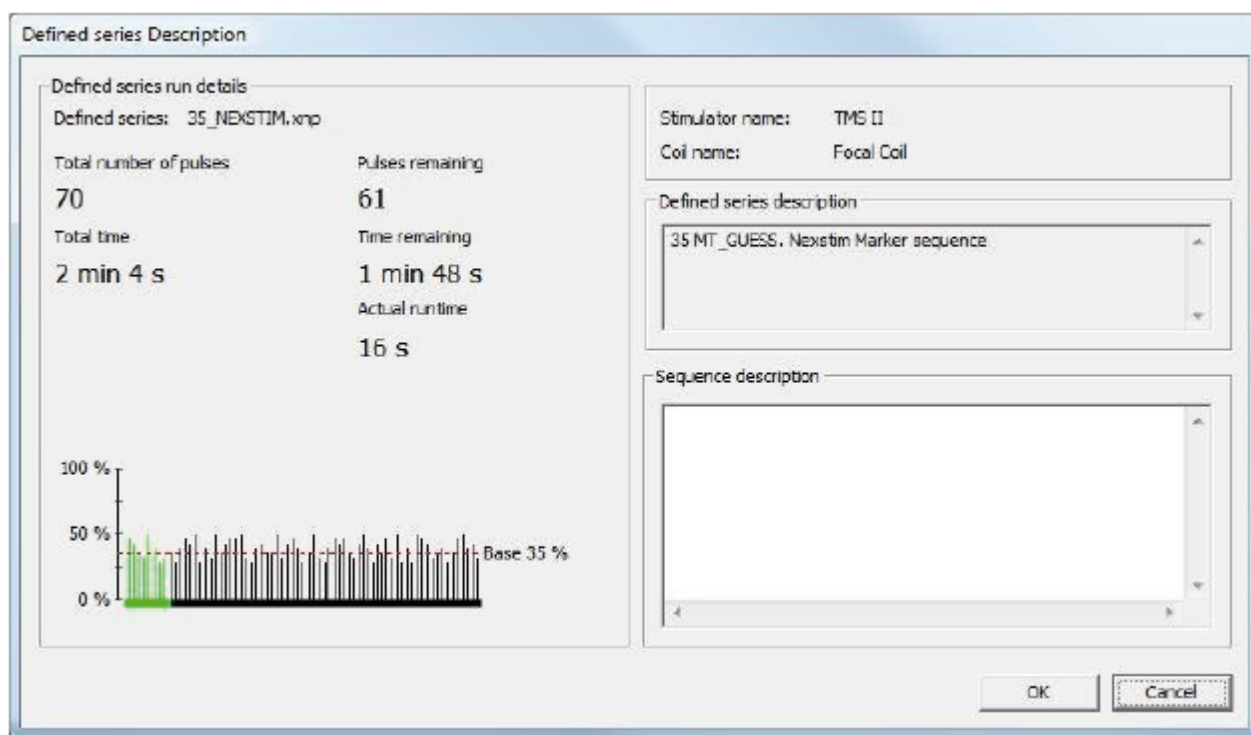 Defined series Description
Defined series run details
Defined series: 35_NEXSTIM.xnp
Total number of pulses
Pulses remaining
70
61
Total time
Time remaining
2 min 4 s
1 min 48 s
Actual runtime
16 s
100 %
50 %
Base 35 %
0 %
Stimulator name: TMS II
Coil name: Focal Coil
Defined series description
35 MT_GUESS. Nexstim Marker sequence
Sequence description
OK
Cancel